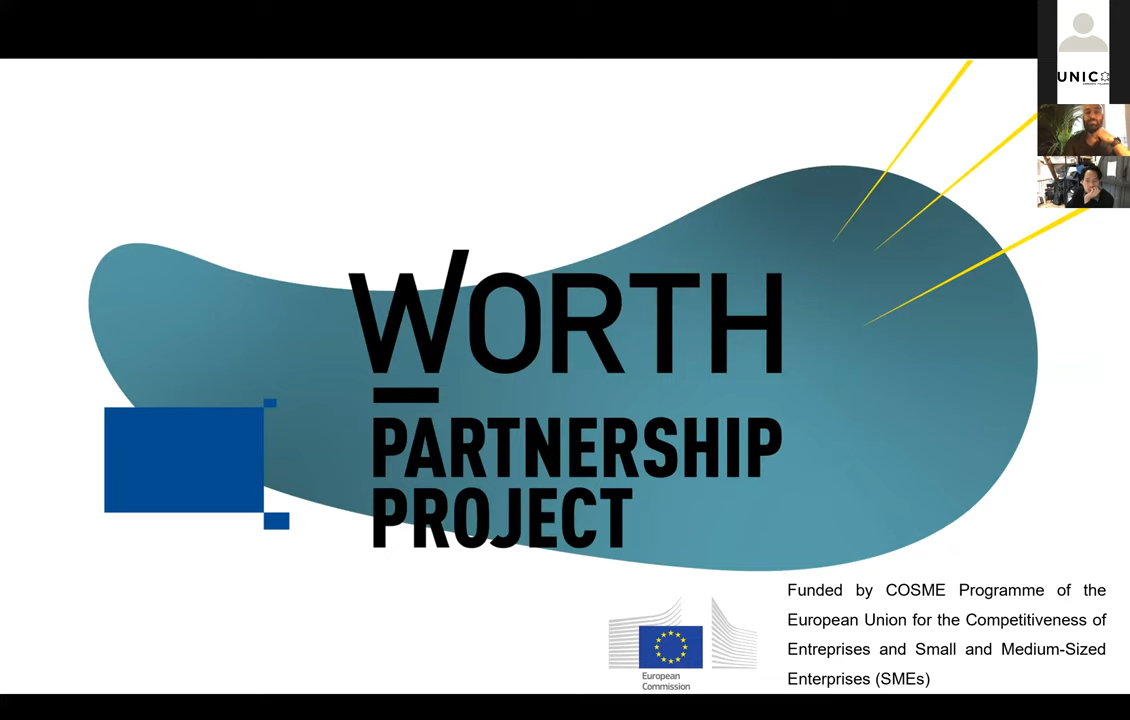 UNIC
WORTH
PARTNERSHIP
PROJECT
Funded by COSME Programme of the
European Union for the Competitiveness of
Entreprises and Small and Medium-Sized
Enterprises (SMEs)
European
Commission